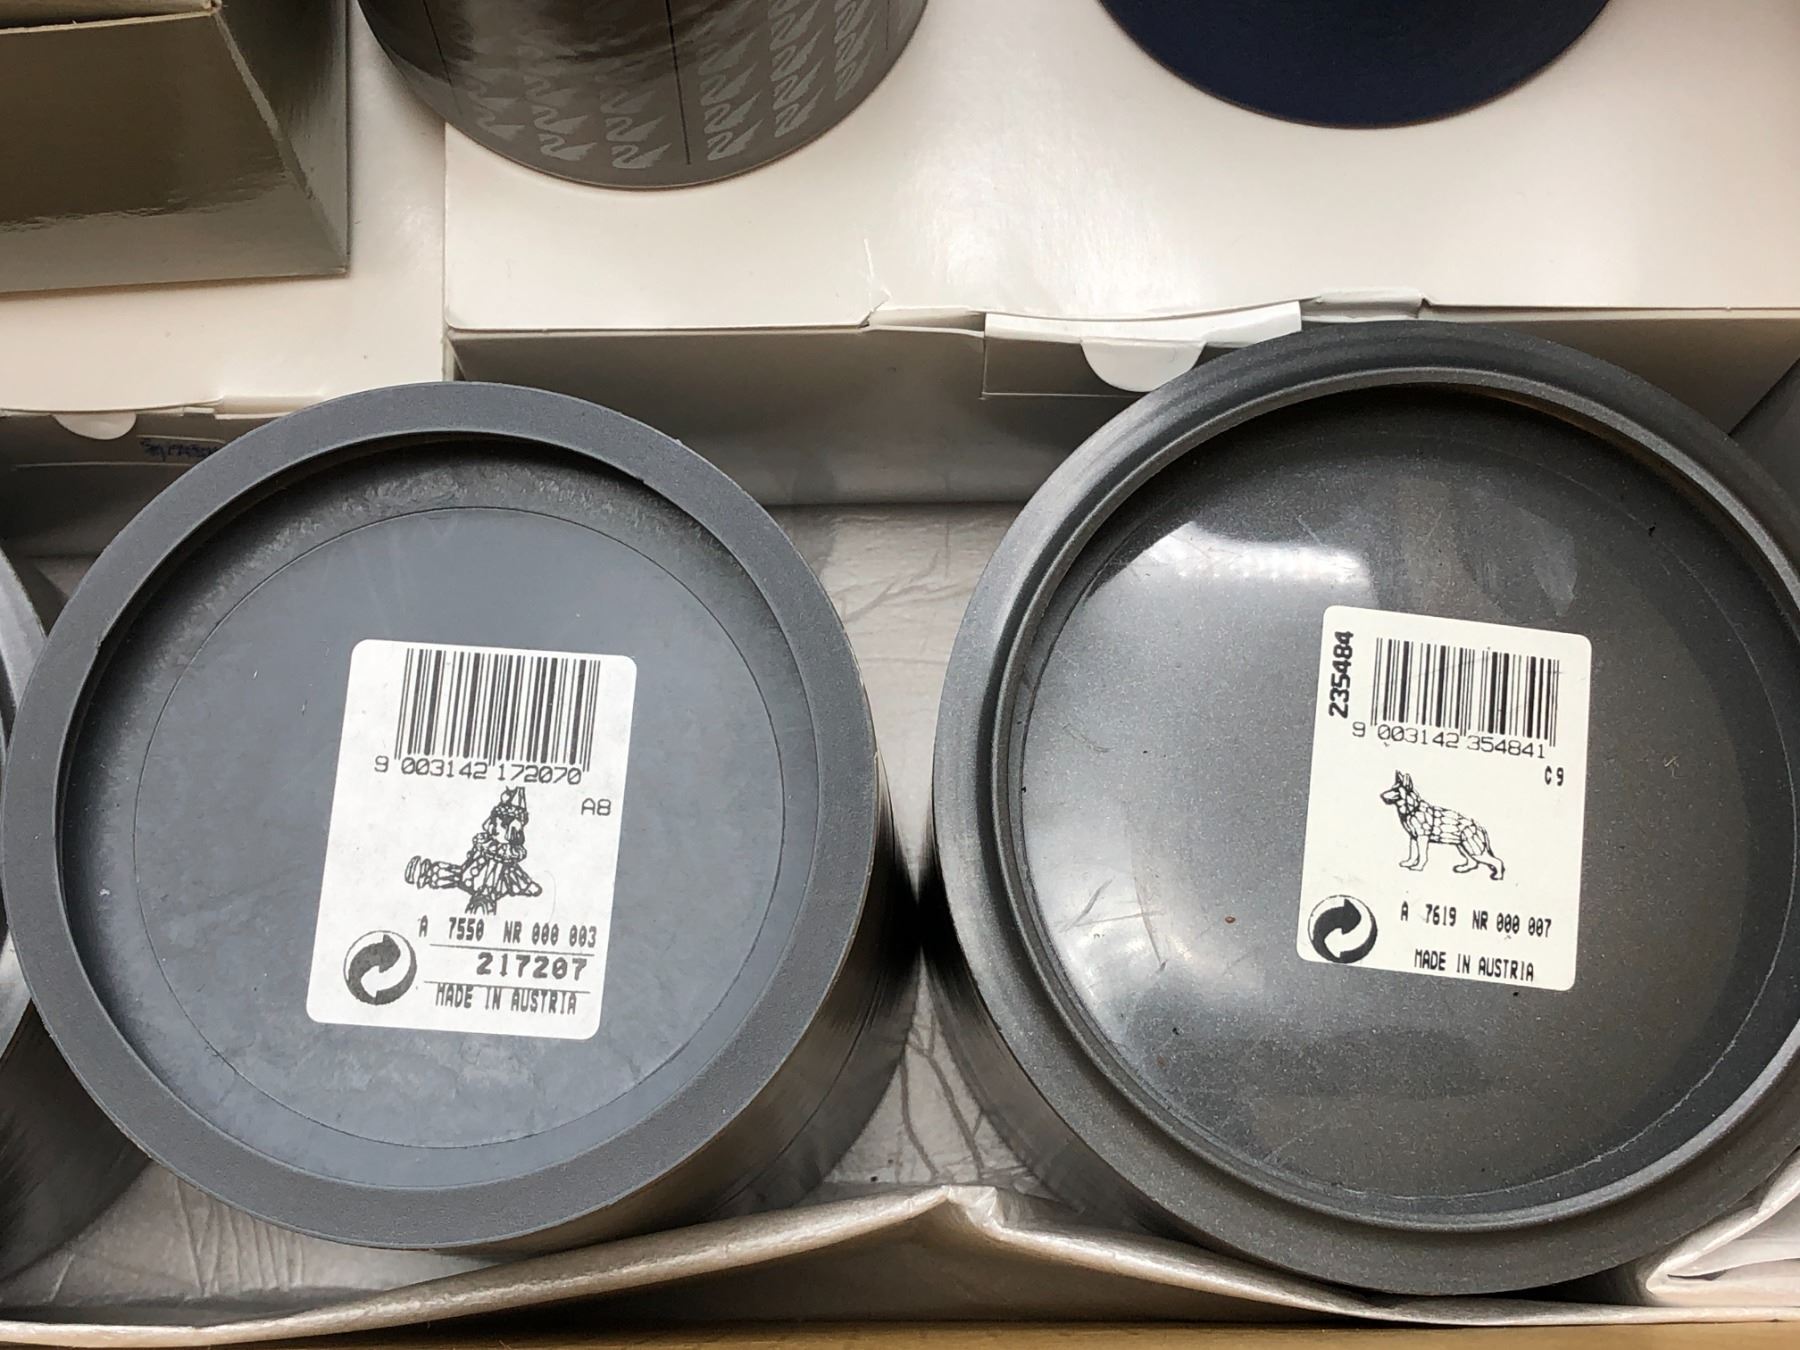 9 003142 172070
A8
A 7550 NR 000 003
217207
MADE IN AUSTRIA
235484
9 003142 354841
C9
A 7619 NR 000 007
MADE IN AUSTRIA